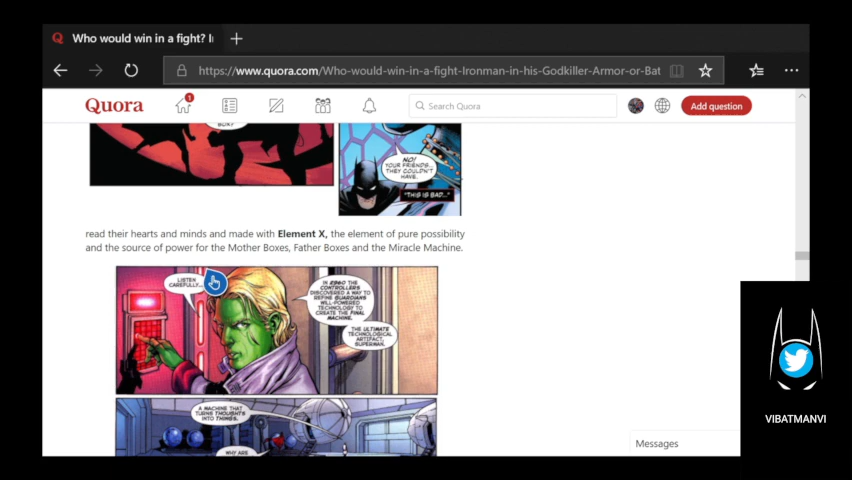 Q Who would win in a fight? I
https://www.quora.com/Who-would-win-in-a-fight-Ironman-in-his-Godkiller-Armor-or-Bat
Quora
1
Search Quora
Add question
BOX?
NO!
YOUR FRIENDS...
THEY COULDN'T
HAVE.
"THIS IS BAD..."
read their hearts and minds and made with Element X, the element of pure possibility
and the source of power for the Mother Boxes, Father Boxes and the Miracle Machine.
LISTEN
CAREFULLY...
IN 2960 THE
CONTROLLERS
DISCOVERED A WAY TO
REFINE GUARDIANS
WILL-POWERED
TECHNOLOGY TO
CREATE THE FINAL
MACHINE.
THE ULTIMATE
TECHNOLOGICAL
ARTIFACT,
SUPERMAN.
A MACHINE THAT
TURNS THOUGHTS
INTO THINGS.
WHY ARE
Messages
VIBATMANVI